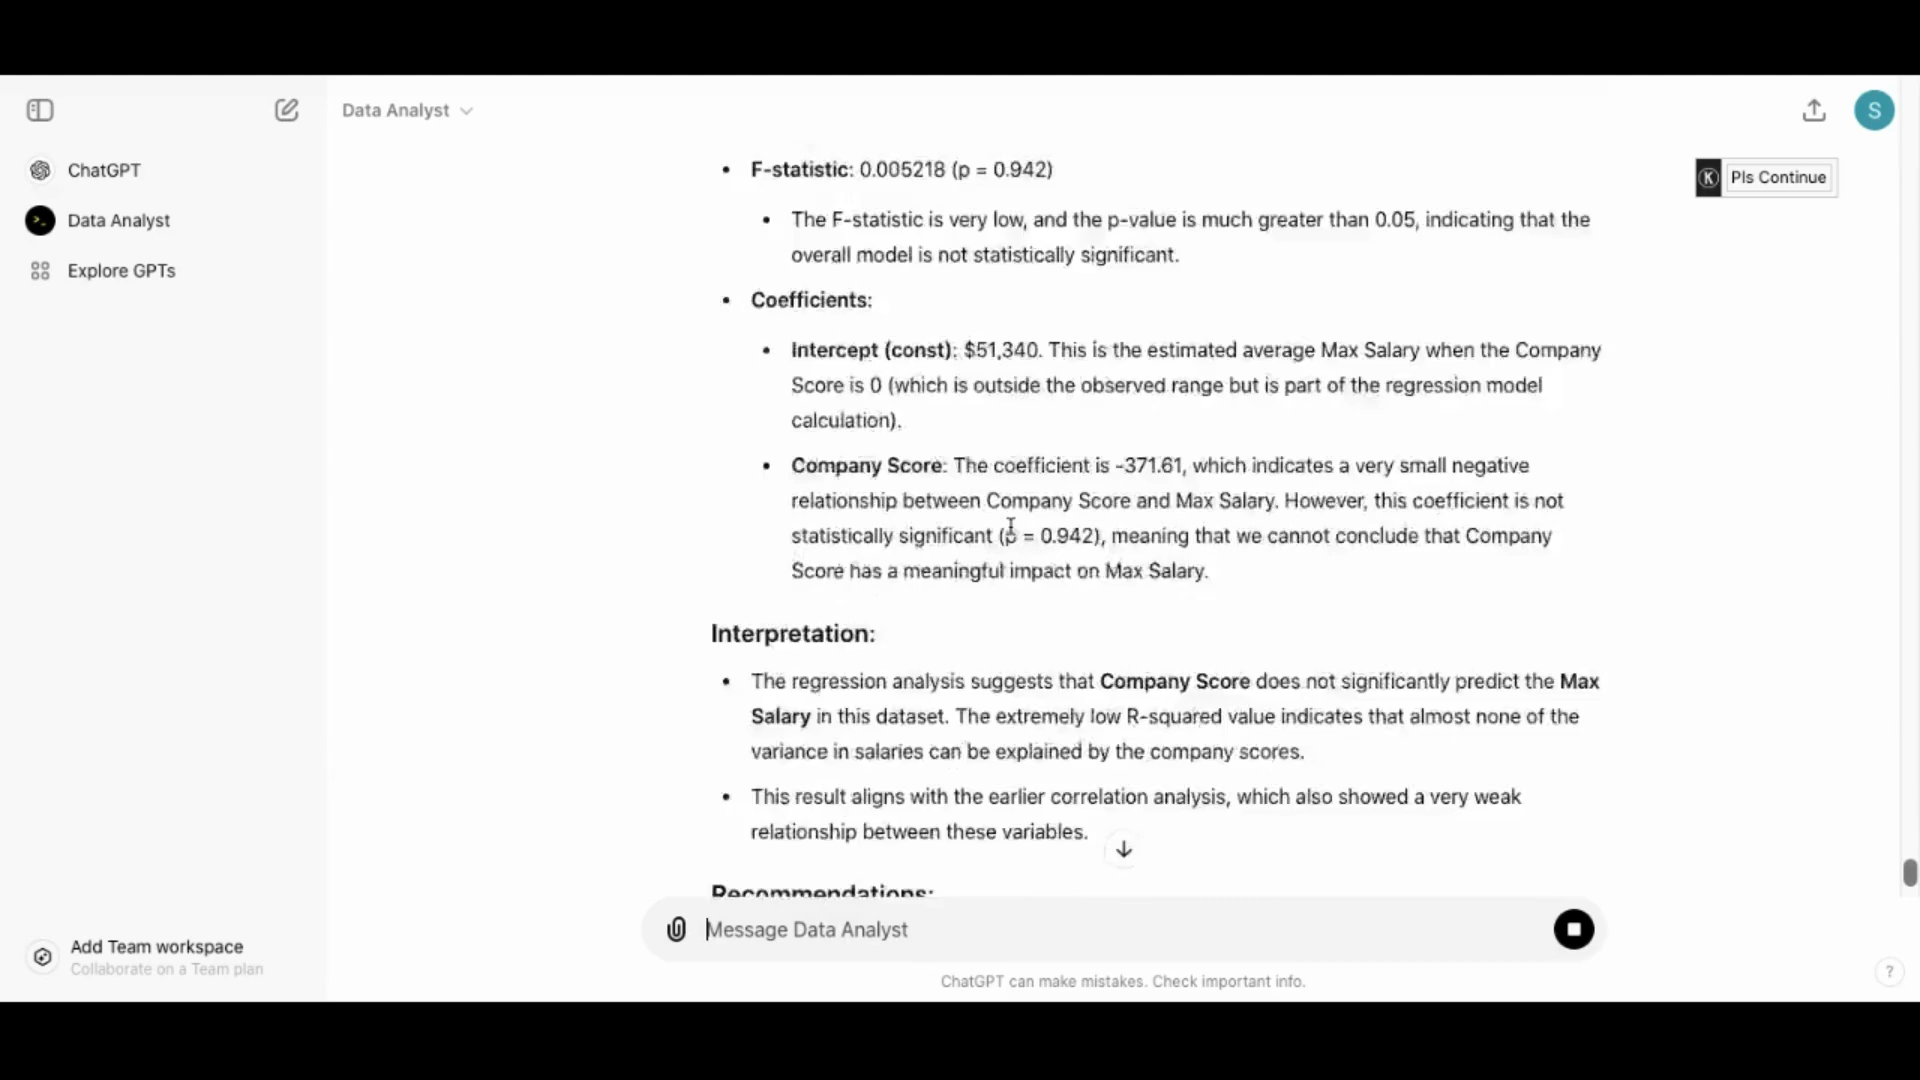 Data Analyst
S
ChatGPT
Data Analyst
Explore GPTs
Pls Continue
• F-statistic: 0.005218 (p = 0.942)
• The F-statistic is very low, and the p-value is much greater than 0.05, indicating that the
overall model is not statistically significant.
• Coefficients:
• Intercept (const): $51,340. This is the estimated average Max Salary when the Company
Score is 0 (which is outside the observed range but is part of the regression model
calculation).
• Company Score: The coefficient is -371.61, which indicates a very small negative
relationship between Company Score and Max Salary. However, this coefficient is not
statistically significant (p = 0.942), meaning that we cannot conclude that Company
Score has a meaningful impact on Max Salary.
Interpretation:
• The regression analysis suggests that Company Score does not significantly predict the Max
Salary in this dataset. The extremely low R-squared value indicates that almost none of the
variance in salaries can be explained by the company scores.
• This result aligns with the earlier correlation analysis, which also showed a very weak
relationship between these variables.
Recommendations:
Message Data Analyst
Add Team workspace
Collaborate on a Team plan
ChatGPT can make mistakes. Check important info.
?